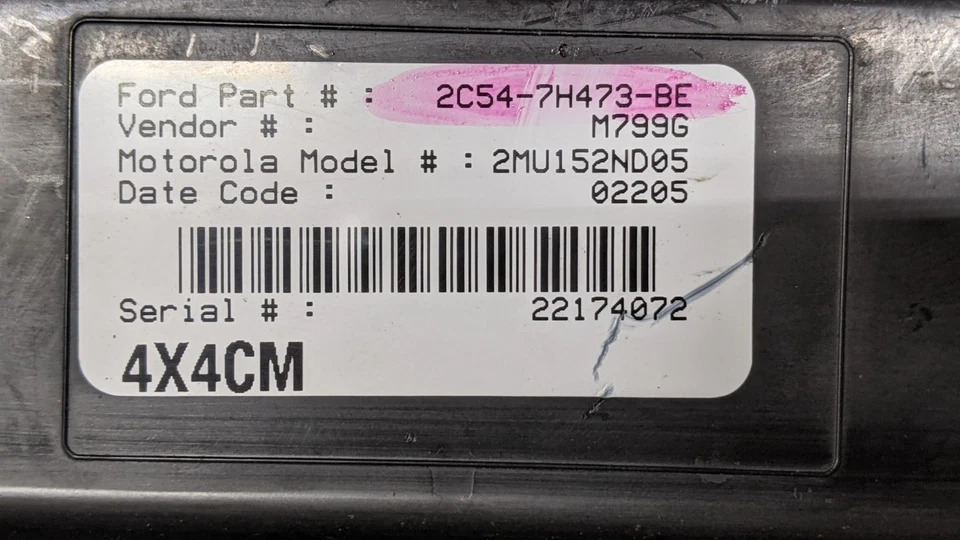 Ford Part # : 2C54-7H473-BE
Vendor # : M799G
Motorola Model # : 2MU152ND05
Date Code : 02205
Serial # : 22174072
4X4CM